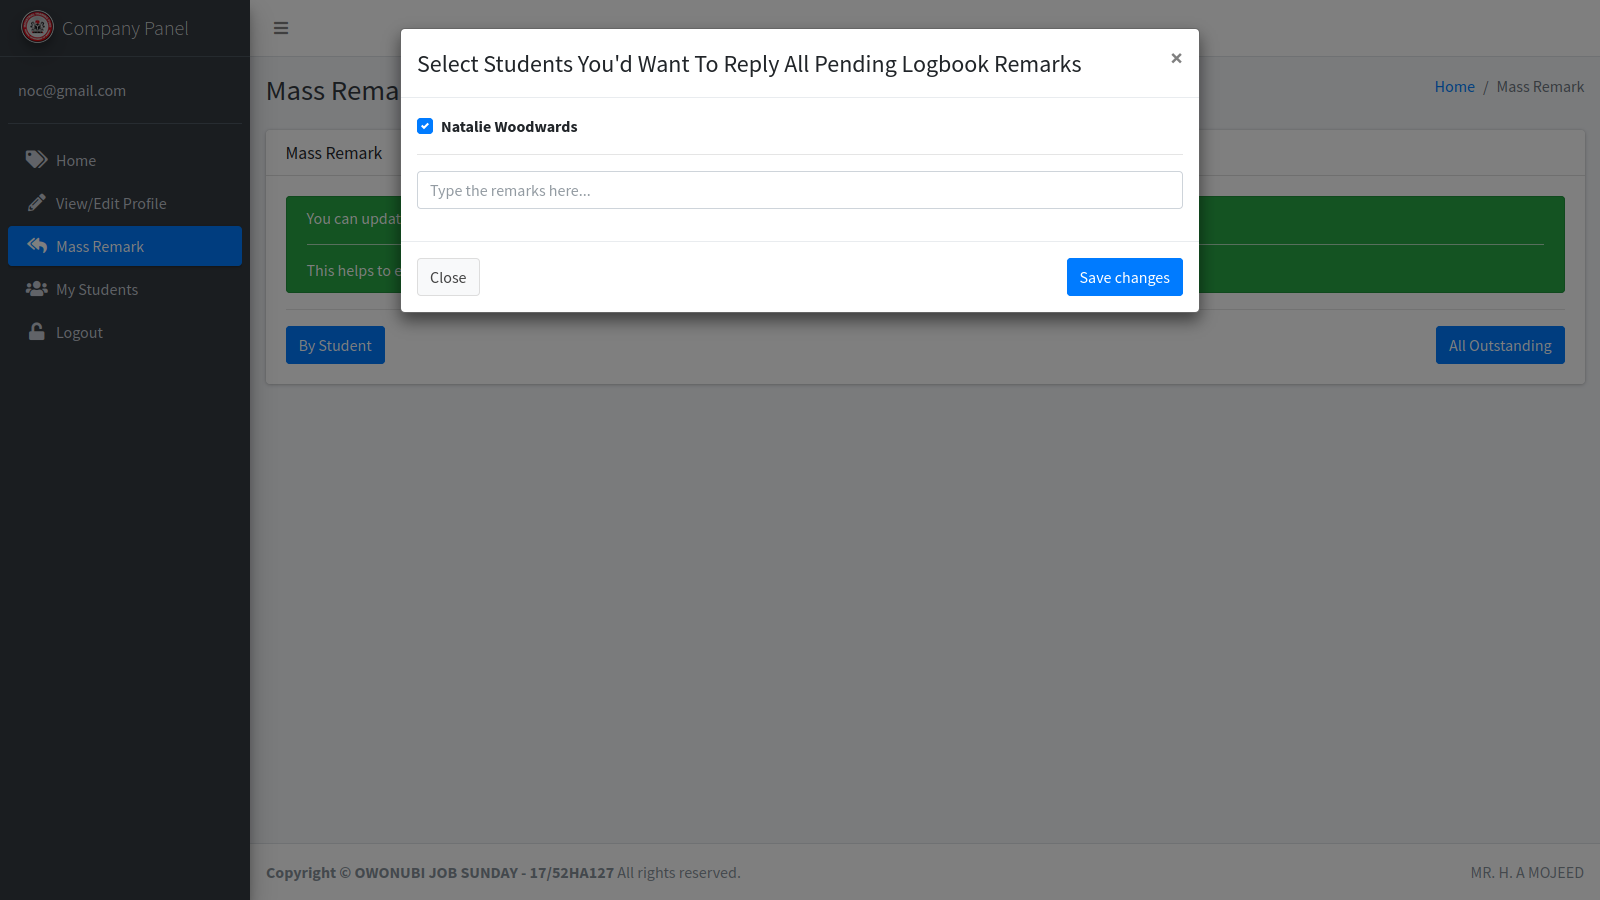 Company Panel
noc@gmail.com
Home
View/Edit Profile
Mass Remark
My Students
Logout
Select Students You'd Want To Reply All Pending Logbook Remarks
×
Natalie Woodwards
Type the remarks here...
Close
Save changes
Mass Rema
Home / Mass Remark
Mass Remark
You can updat
This helps to e
By Student
All Outstanding
Copyright © OWONUBI JOB SUNDAY - 17/52HA127 All rights reserved.
MR. H. A MOJEED